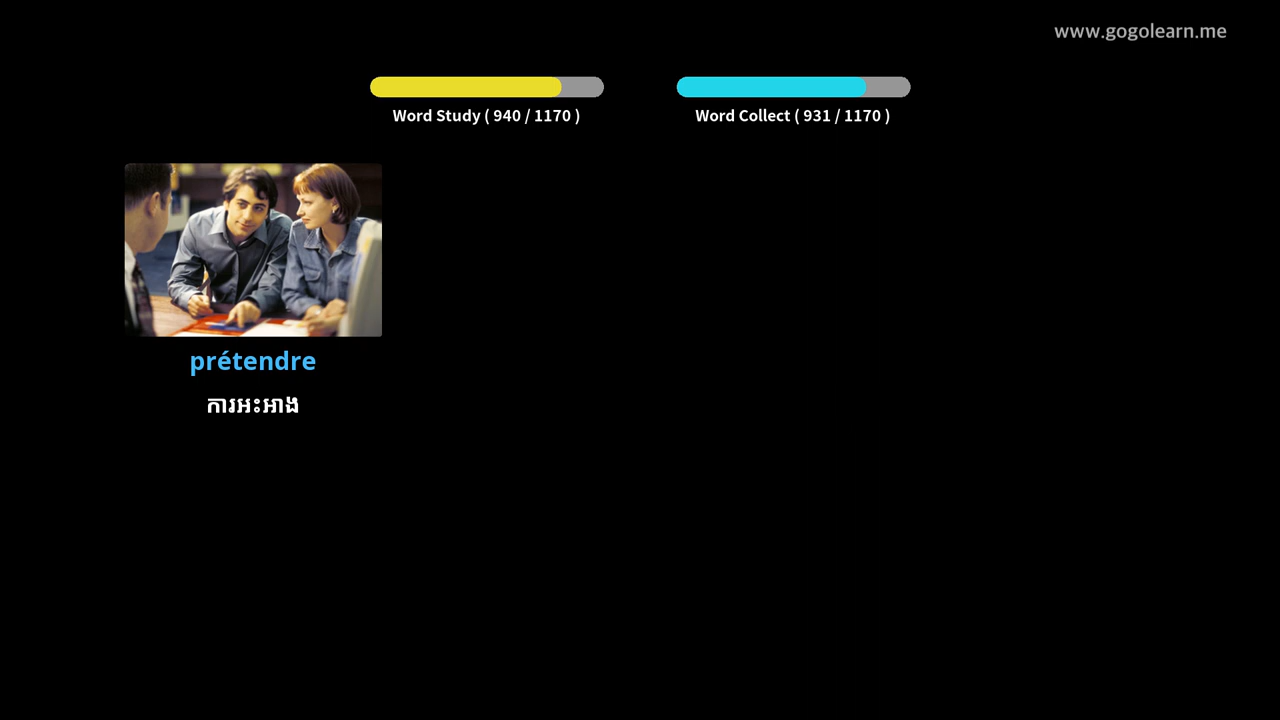 www.gogolearn.me
Word Study ( 940 / 1170 )
Word Collect ( 931 / 1170 )
prétendre
ការអះអាង